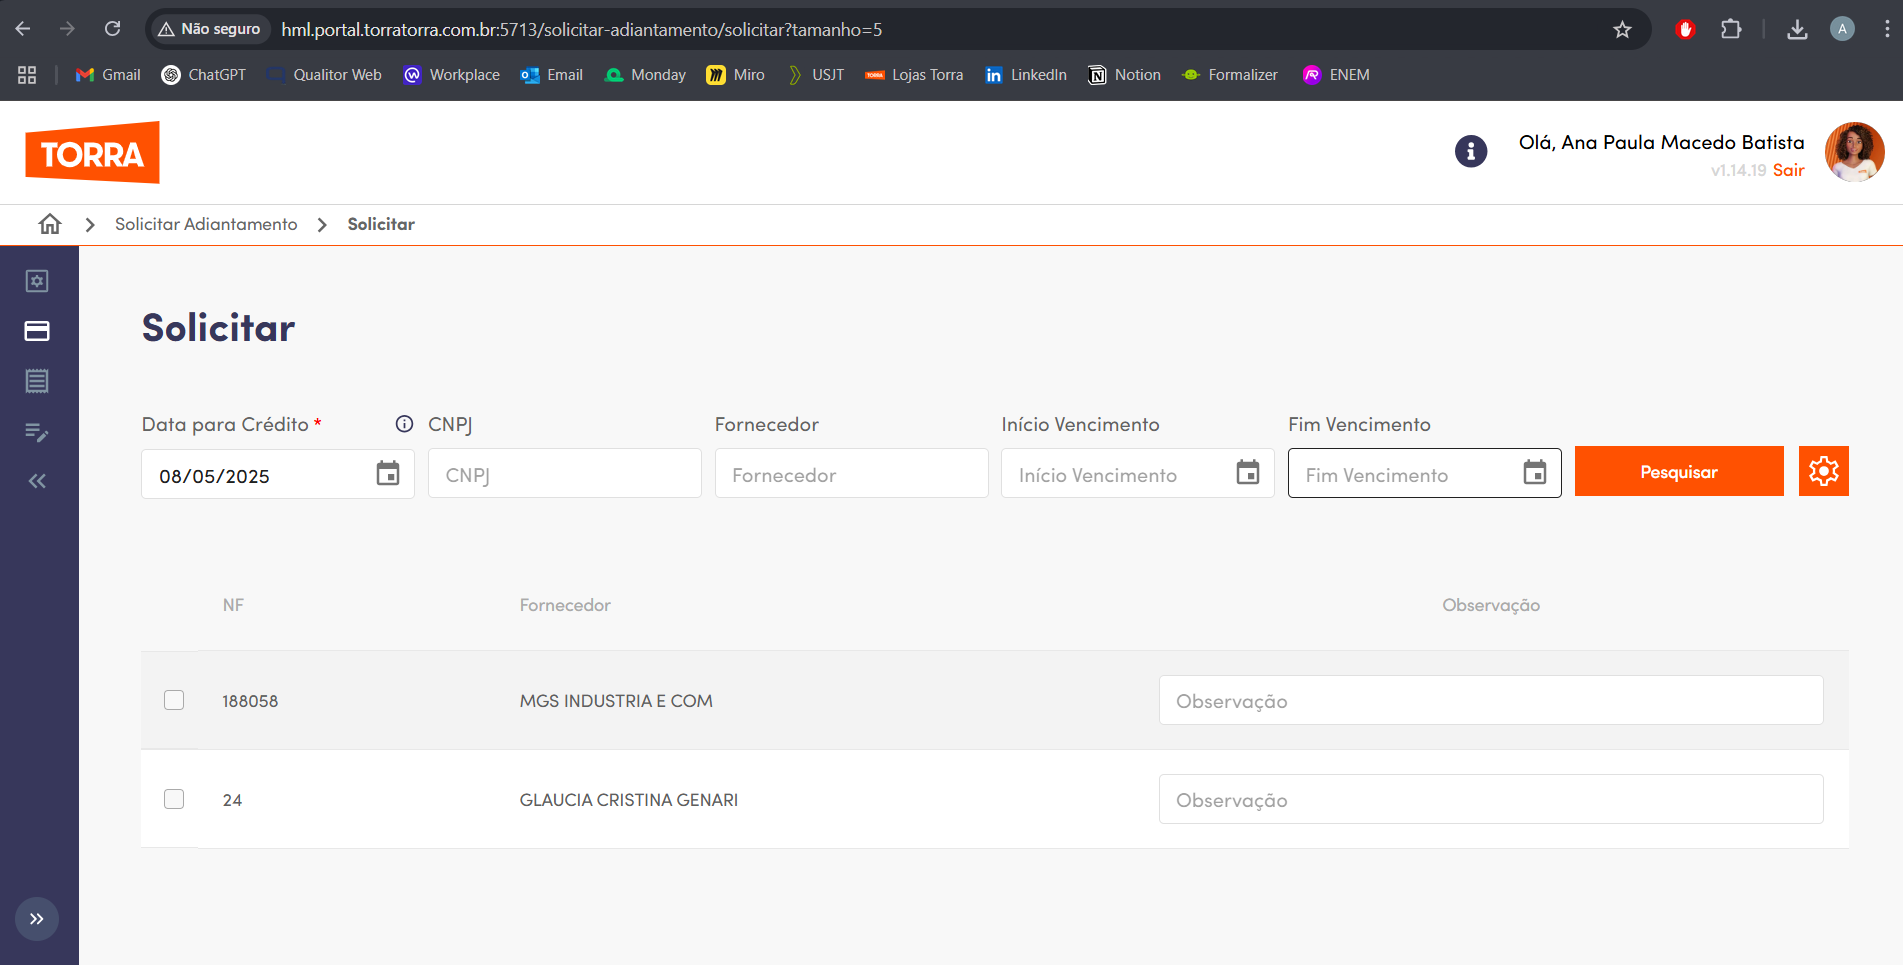 Não seguro hml.portal.torratorra.com.br:5713/solicitar-adiantamento/solicitar?tamanho=5 A
Gmail ChatGPT Qualitor Web Workplace Email Monday Miro USJT Lojas Torra LinkedIn Notion Formalizer ENEM
TORRA
Olá, Ana Paula Macedo Batista
v1.14.19 Sair
Solicitar Adiantamento Solicitar
Solicitar
Data para Crédito * CNPJ Fornecedor Início Vencimento Fim Vencimento
08/05/2025 CNPJ Fornecedor Início Vencimento Fim Vencimento Pesquisar
NF Fornecedor Observação
188058 MGS INDUSTRIA E COM Observação
24 GLAUCIA CRISTINA GENARI Observação